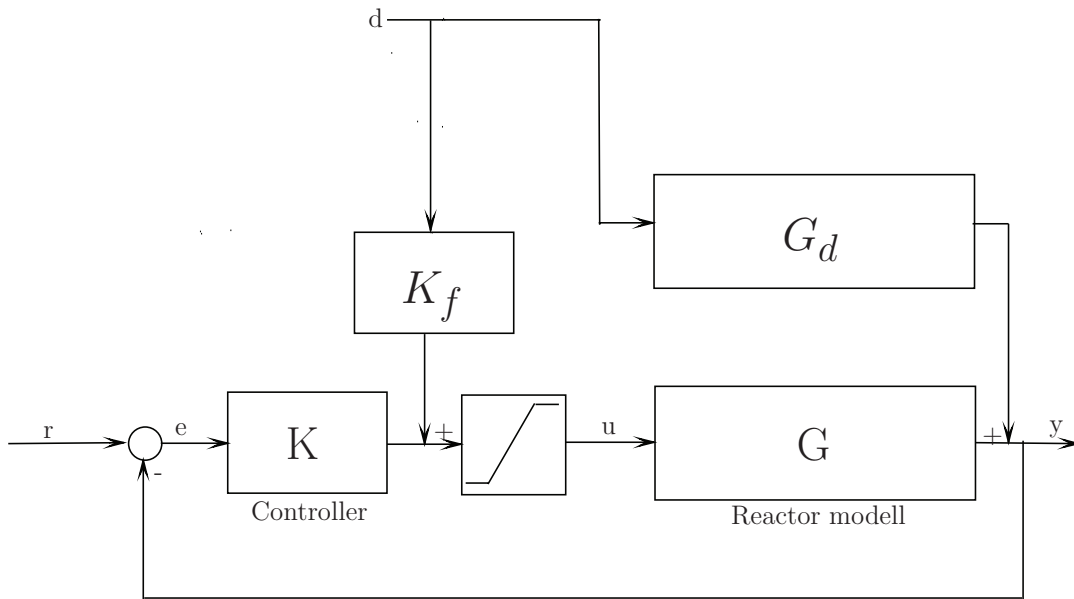 d
G_d
K_f
r
e
K
+
u
G
+
y
-
Controller
Reactor modell